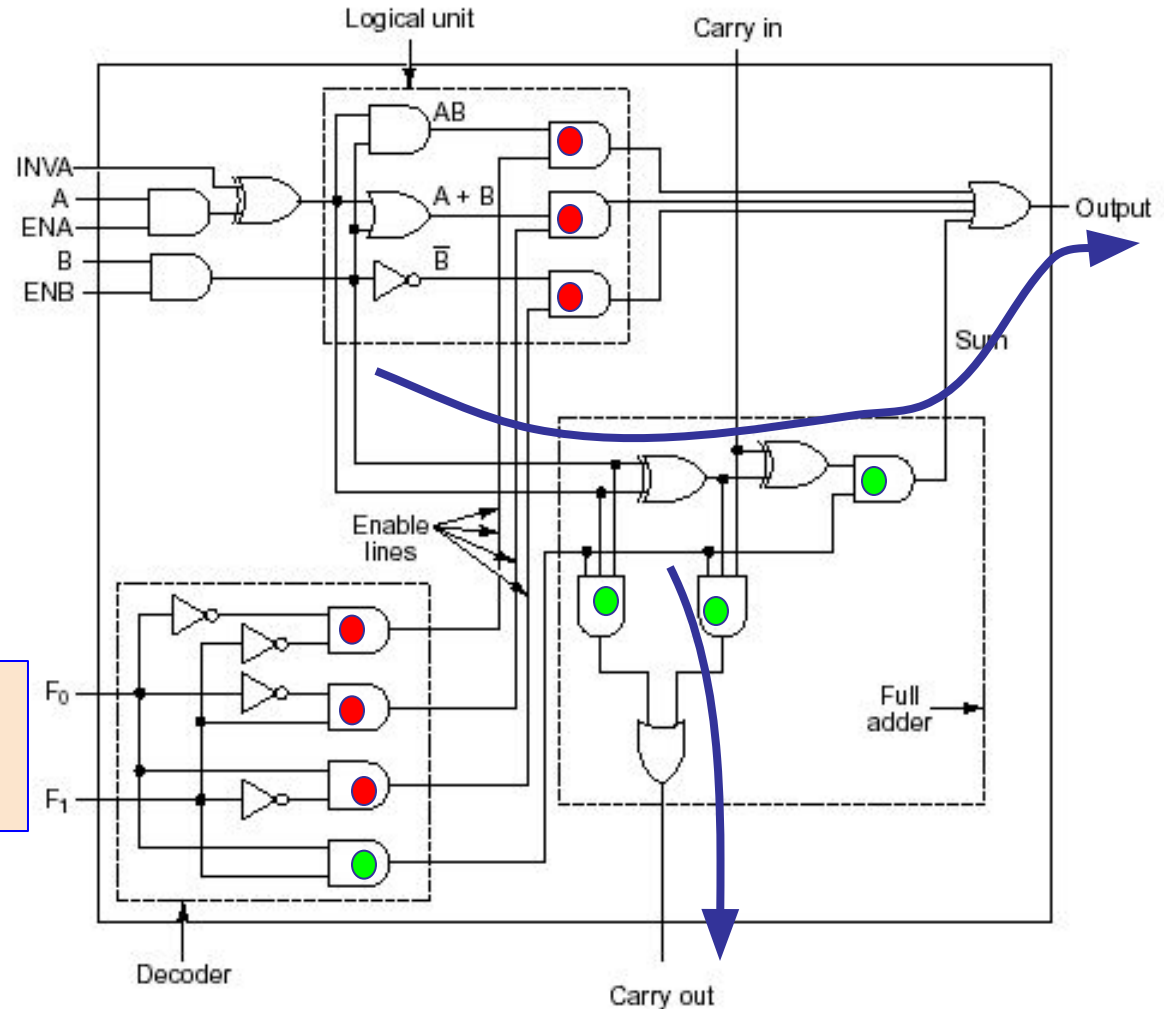 Logical unit
Carry in
AB
INVA
A
ENA
A + B
Output
B
ENB
B̅
Sum
Enable
lines
F₀
Full
adder
F₁
Decoder
Carry out